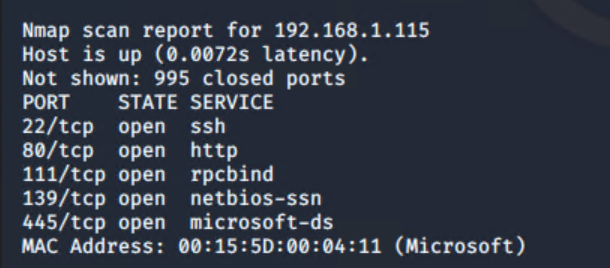 Nmap scan report for 192.168.1.115
Host is up (0.0072s latency).
Not shown: 995 closed ports
PORT    STATE SERVICE
22/tcp  open  ssh
80/tcp  open  http
111/tcp open  rpcbind
139/tcp open  netbios-ssn
445/tcp open  microsoft-ds
MAC Address: 00:15:5D:00:04:11 (Microsoft)